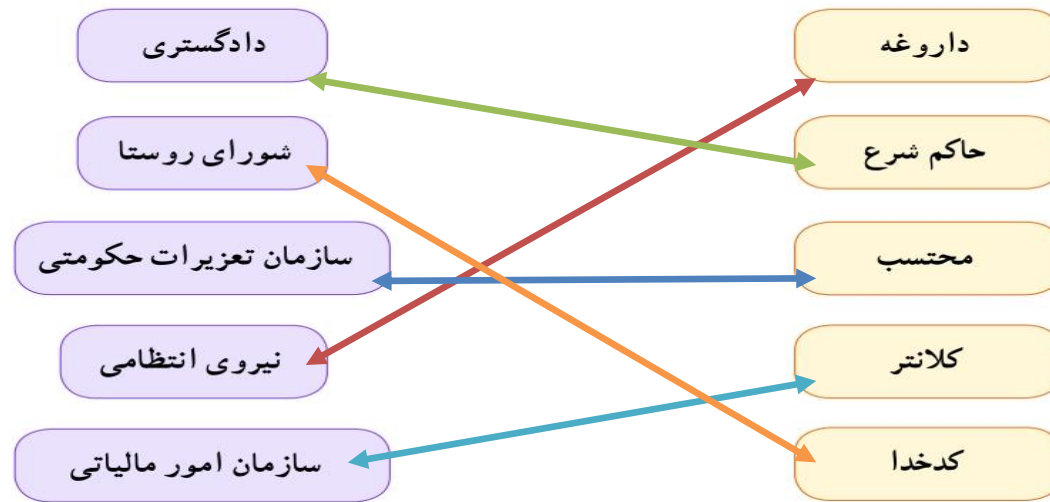 داروغه
دادگستری
حاکم شرع
شورای روستا
محتسب
سازمان تعزیرات حکومتی
کلانتر
نیروی انتظامی
کدخدا
سازمان امور مالیاتی